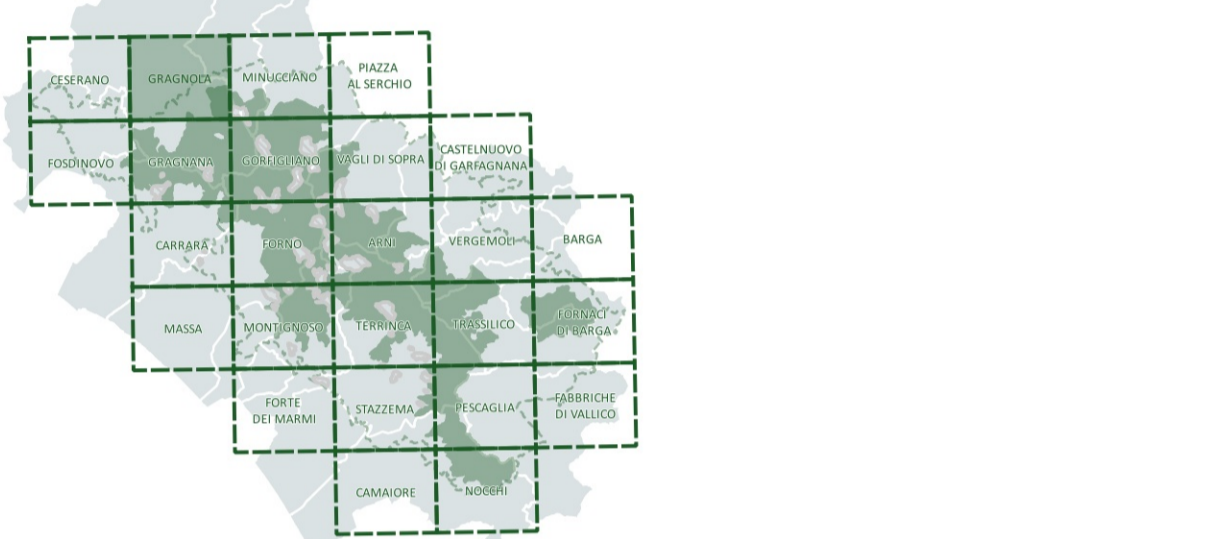 CESERANO
GRAGNOLA
MINUCCIANO
PIAZZA
AL SERCHIO
FOSDINOVO
GRAGNANA
GORFIGLIANO
VAGLI DI SOPRA
CASTELNUOVO
DI GARFAGNANA
CARRARA
FORNO
ARNI
VERGEMOLI
BARGA
MASSA
MONTIGNOSO
TERRINCA
TRASSILICO
FORNACI
DI BARGA
FORTE
DEI MARMI
STAZZEMA
PESCAGLIA
FABBRICHE
DI VALLICO
CAMAIORE
NOCCHI